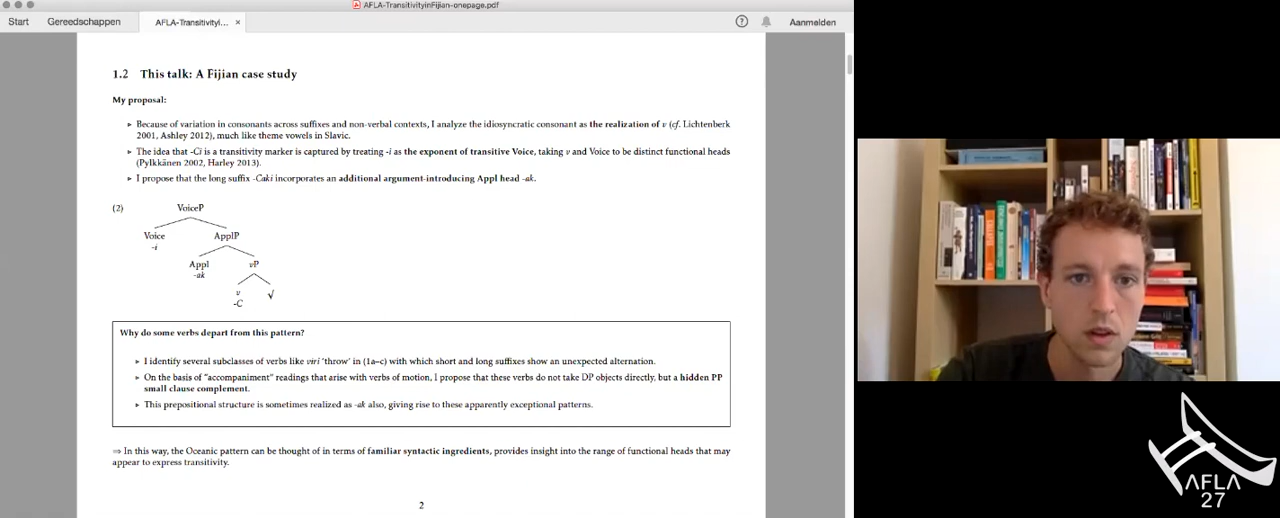 AFLA-TransitivityinFijian-onepage.pdf
Start Gereedschappen AFLA-Transitivityi... × Aanmelden
1.2 This talk: A Fijian case study
My proposal:
▸ Because of variation in consonants across suffixes and non-verbal contexts, I analyze the idiosyncratic consonant as the realization of v (cf. Lichtenberk
2001, Ashley 2012), much like theme vowels in Slavic.
▸ The idea that -Ci is a transitivity marker is captured by treating -i as the exponent of transitive Voice, taking v and Voice to be distinct functional heads
(Pylkkänen 2002, Harley 2013).
▸ I propose that the long suffix -Caki incorporates an additional argument-introducing Appl head -ak.
(2) VoiceP
Voice ApplP
-i
Appl vP
-ak
v √
-C
Why do some verbs depart from this pattern?
▸ I identify several subclasses of verbs like viri 'throw' in (1a–c) with which short and long suffixes show an unexpected alternation.
▸ On the basis of "accompaniment" readings that arise with verbs of motion, I propose that these verbs do not take DP objects directly, but a hidden PP
small clause complement.
▸ This prepositional structure is sometimes realized as -ak also, giving rise to these apparently exceptional patterns.
⇒ In this way, the Oceanic pattern can be thought of in terms of familiar syntactic ingredients, provides insight into the range of functional heads that may
appear to express transitivity.
2
AFLA
27